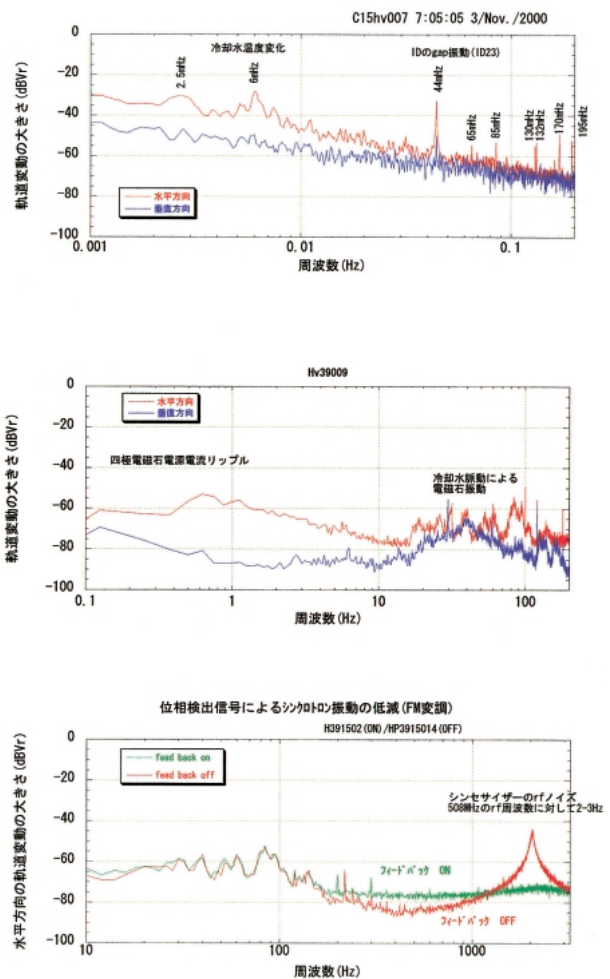 C15hv007 7:05:05 3/Nov./2000
冷却水温度変化
IDのgap振動(ID23)
2.5mHz
6mHz
44mHz
65mHz
85mHz
130mHz
132mHz
170mHz
195mHz
軌道変動の大きさ(dBVr)
0
-20
-40
-60
-80
-100
水平方向
垂直方向
0.001
0.01
0.1
周波数(Hz)
Hv39009
軌道変動の大きさ(dBVr)
0
-20
-40
-60
-80
-100
水平方向
垂直方向
四極電磁石電源電流リップル
冷却水脈動による
電磁石振動
0.1
1
10
100
周波数(Hz)
位相検出信号によるシンクロトロン振動の低減(FM変調)
H391502(ON)/HP3915014(OFF)
水平方向の軌道変動の大きさ(dBVr)
0
-20
-40
-60
-80
-100
feed back on
feed back off
シンセサイザーのrfノイズ
508MHzのrf周波数に対して2-3Hz
フィードバック ON
フィードバック OFF
10
100
1000
周波数(Hz)